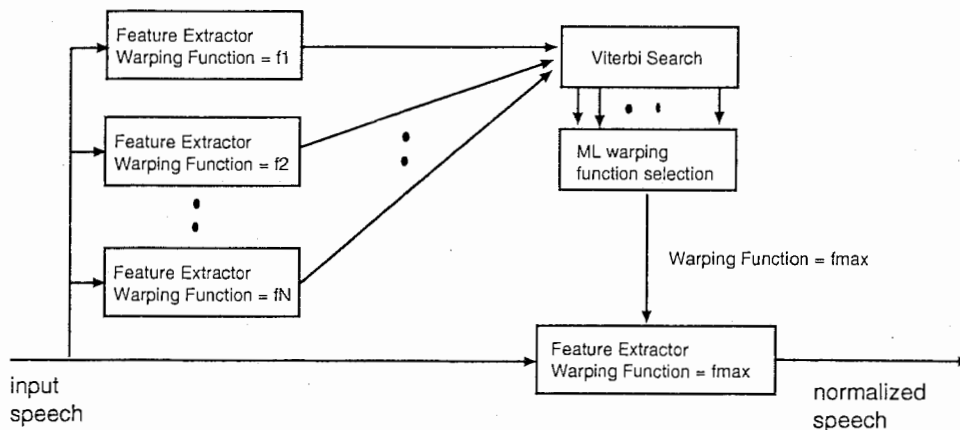 Feature Extractor
Warping Function = f1
Viterbi Search
Feature Extractor
Warping Function = f2
ML warping
function selection
Feature Extractor
Warping Function = fN
Warping Function = fmax
Feature Extractor
Warping Function = fmax
input
speech
normalized
speech